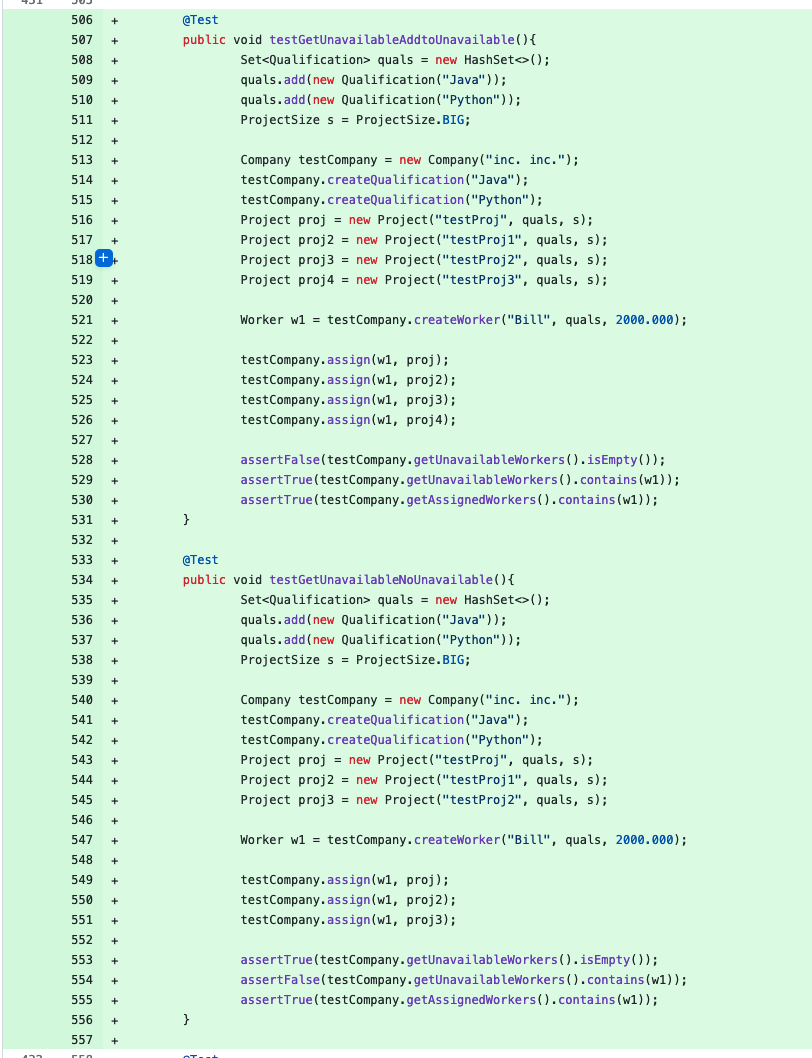 506 + @Test
507 + public void testGetUnavailableAddtoUnavailable(){
508 + Set<Qualification> quals = new HashSet<>();
509 + quals.add(new Qualification("Java"));
510 + quals.add(new Qualification("Python"));
511 + ProjectSize s = ProjectSize.BIG;
512 +
513 + Company testCompany = new Company("inc. inc.");
514 + testCompany.createQualification("Java");
515 + testCompany.createQualification("Python");
516 + Project proj = new Project("testProj", quals, s);
517 + Project proj2 = new Project("testProj1", quals, s);
518 + Project proj3 = new Project("testProj2", quals, s);
519 + Project proj4 = new Project("testProj3", quals, s);
520 +
521 + Worker w1 = testCompany.createWorker("Bill", quals, 2000.000);
522 +
523 + testCompany.assign(w1, proj);
524 + testCompany.assign(w1, proj2);
525 + testCompany.assign(w1, proj3);
526 + testCompany.assign(w1, proj4);
527 +
528 + assertFalse(testCompany.getUnavailableWorkers().isEmpty());
529 + assertTrue(testCompany.getUnavailableWorkers().contains(w1));
530 + assertTrue(testCompany.getAssignedWorkers().contains(w1));
531 + }
532 +
533 + @Test
534 + public void testGetUnavailableNoUnavailable(){
535 + Set<Qualification> quals = new HashSet<>();
536 + quals.add(new Qualification("Java"));
537 + quals.add(new Qualification("Python"));
538 + ProjectSize s = ProjectSize.BIG;
539 +
540 + Company testCompany = new Company("inc. inc.");
541 + testCompany.createQualification("Java");
542 + testCompany.createQualification("Python");
543 + Project proj = new Project("testProj", quals, s);
544 + Project proj2 = new Project("testProj1", quals, s);
545 + Project proj3 = new Project("testProj2", quals, s);
546 +
547 + Worker w1 = testCompany.createWorker("Bill", quals, 2000.000);
548 +
549 + testCompany.assign(w1, proj);
550 + testCompany.assign(w1, proj2);
551 + testCompany.assign(w1, proj3);
552 +
553 + assertTrue(testCompany.getUnavailableWorkers().isEmpty());
554 + assertFalse(testCompany.getUnavailableWorkers().contains(w1));
555 + assertTrue(testCompany.getAssignedWorkers().contains(w1));
556 + }
557 +